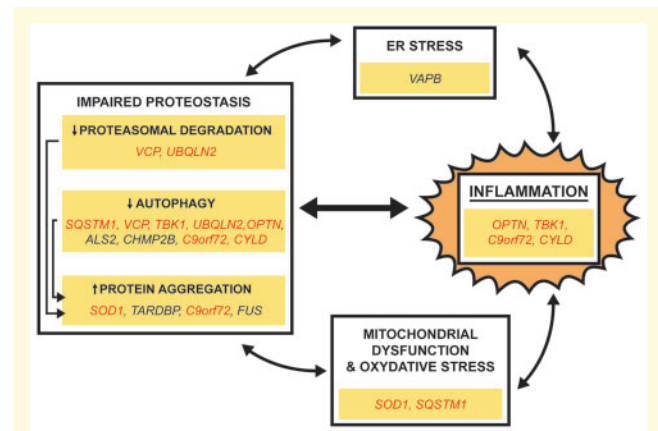 ER STRESS
VAPB
IMPAIRED PROTEOSTASIS
↓PROTEASOMAL DEGRADATION
VCP, UBQLN2
↓ AUTOPHAGY
SQSTM1, VCP, TBK1, UBQLN2,OPTN,
ALS2, CHMP2B, C9orf72, CYLD
↑PROTEIN AGGREGATION
SOD1, TARDBP, C9orf72, FUS
INFLAMMATION
OPTN, TBK1,
C9orf72, CYLD
MITOCHONDRIAL
DYSFUNCTION
& OXYDATIVE STRESS
SOD1, SQSTM1